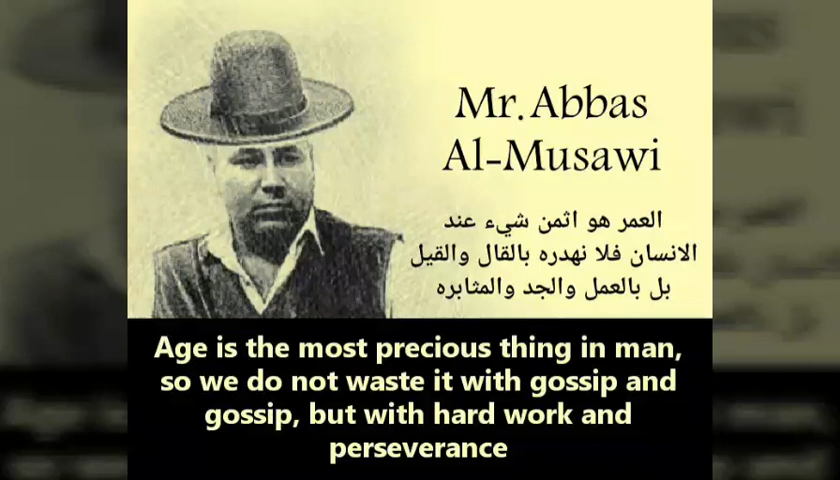 Mr. Abbas
Al-Musawi
العمر هو اثمن شيء عند
الانسان فلا نهدره بالقال والقيل
بل بالعمل والجد والمثابره
Age is the most precious thing in man,
so we do not waste it with gossip and
gossip, but with hard work and
perseverance